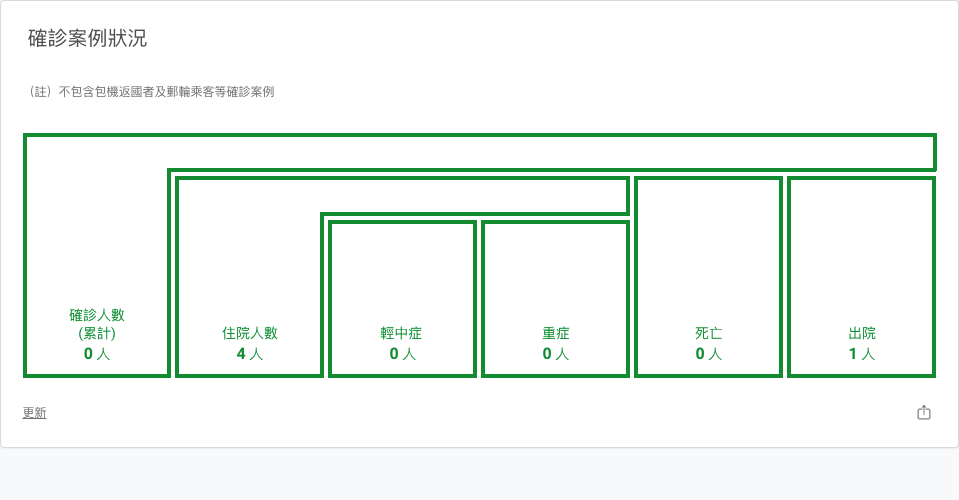 確診案例狀況
（註）不包含包機返國者及郵輪乘客等確診案例
確診人數
(累計)
0 人
住院人數
4 人
輕中症
0 人
重症
0 人
死亡
0 人
出院
1 人
更新